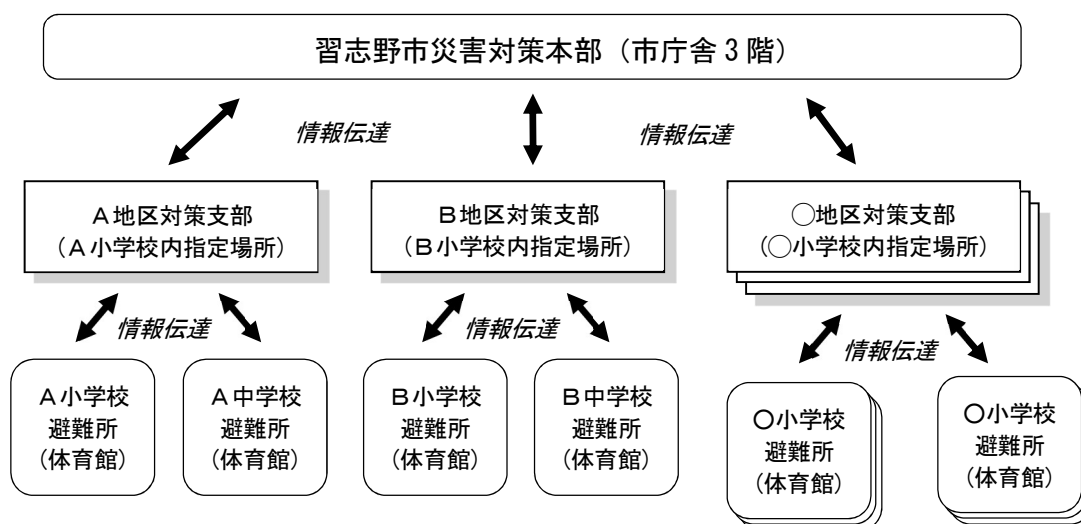 習志野市災害対策本部（市庁舎３階）
情報伝達
情報伝達
Ａ地区対策支部
（Ａ小学校内指定場所）
Ｂ地区対策支部
（Ｂ小学校内指定場所）
◯地区対策支部
（◯小学校内指定場所）
情報伝達
情報伝達
情報伝達
Ａ小学校
避難所
（体育館）
Ａ中学校
避難所
（体育館）
Ｂ小学校
避難所
（体育館）
Ｂ中学校
避難所
（体育館）
○小学校
避難所
（体育館）
○小学校
避難所
（体育館）